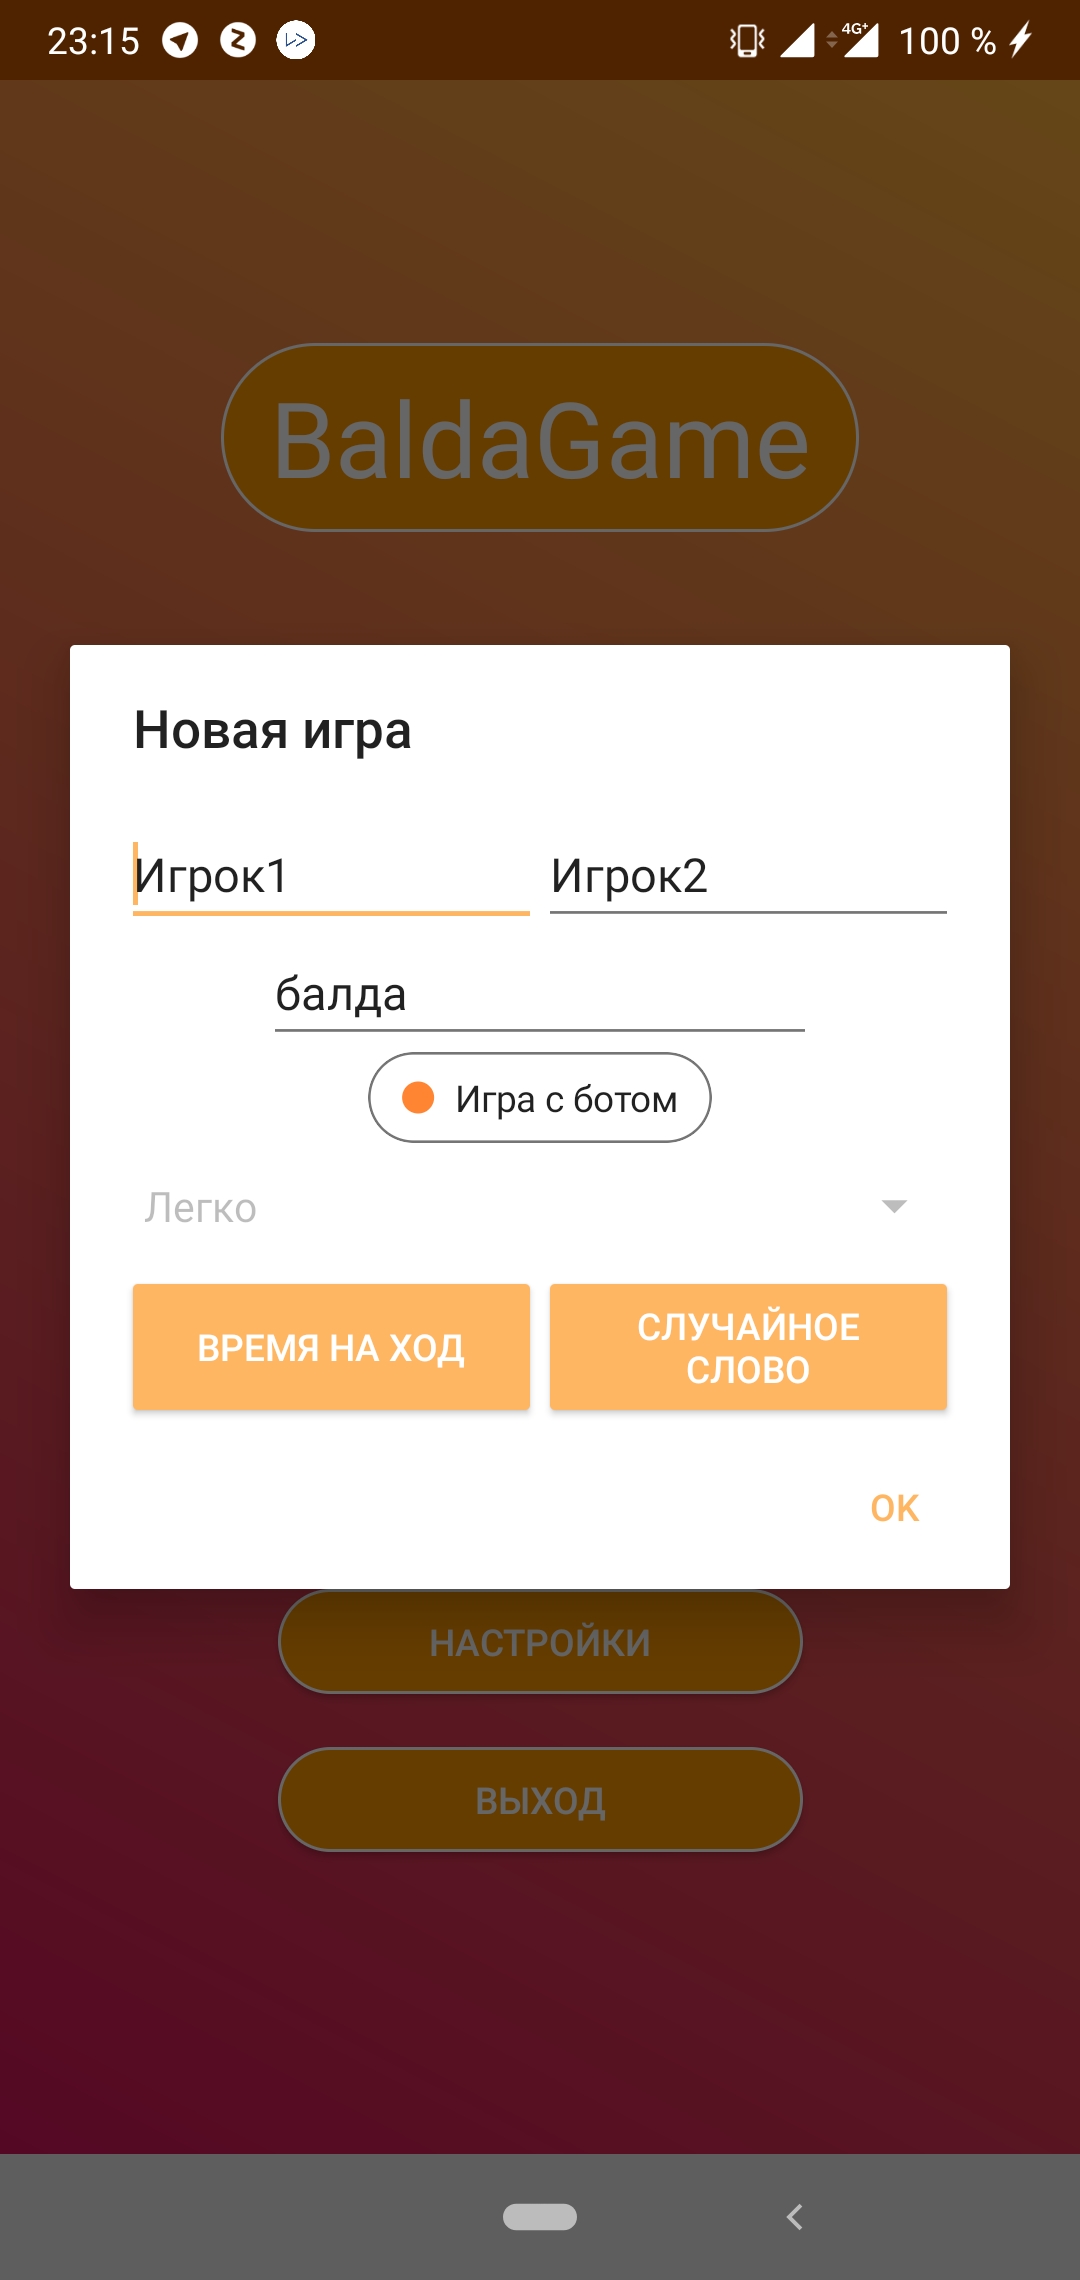 23:15
4G+ 100 %
BaldaGame
Новая игра
Игрок1 Игрок2
балда
Игра с ботом
Легко
ВРЕМЯ НА ХОД
СЛУЧАЙНОЕ
СЛОВО
OK
НАСТРОЙКИ
ВЫХОД